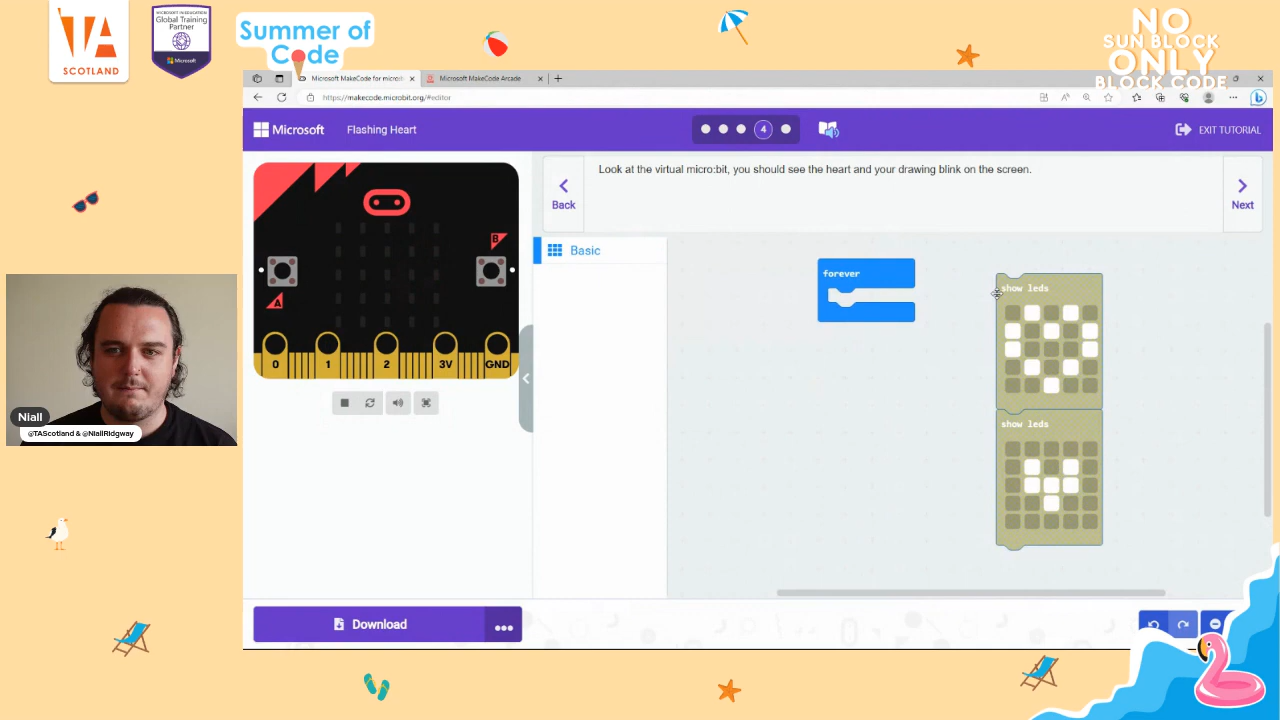 TA
SCOTLAND
MICROSOFT IN EDUCATION
Global Training
Partner
Microsoft
Summer of
Code
NO
SUN BLOCK
ONLY
BLOCK CODE
Microsoft MakeCode for micro:
Microsoft MakeCode Arcade
https://makecode.microbit.org/#editor
Microsoft
Flashing Heart
4
EXIT TUTORIAL
Look at the virtual micro:bit, you should see the heart and your drawing blink on the screen.
Back
Next
Basic
forever
show leds
show leds
A
B
0
1
2
3V
GND
Download
Niall
@TAScotland & @NiallRidgway